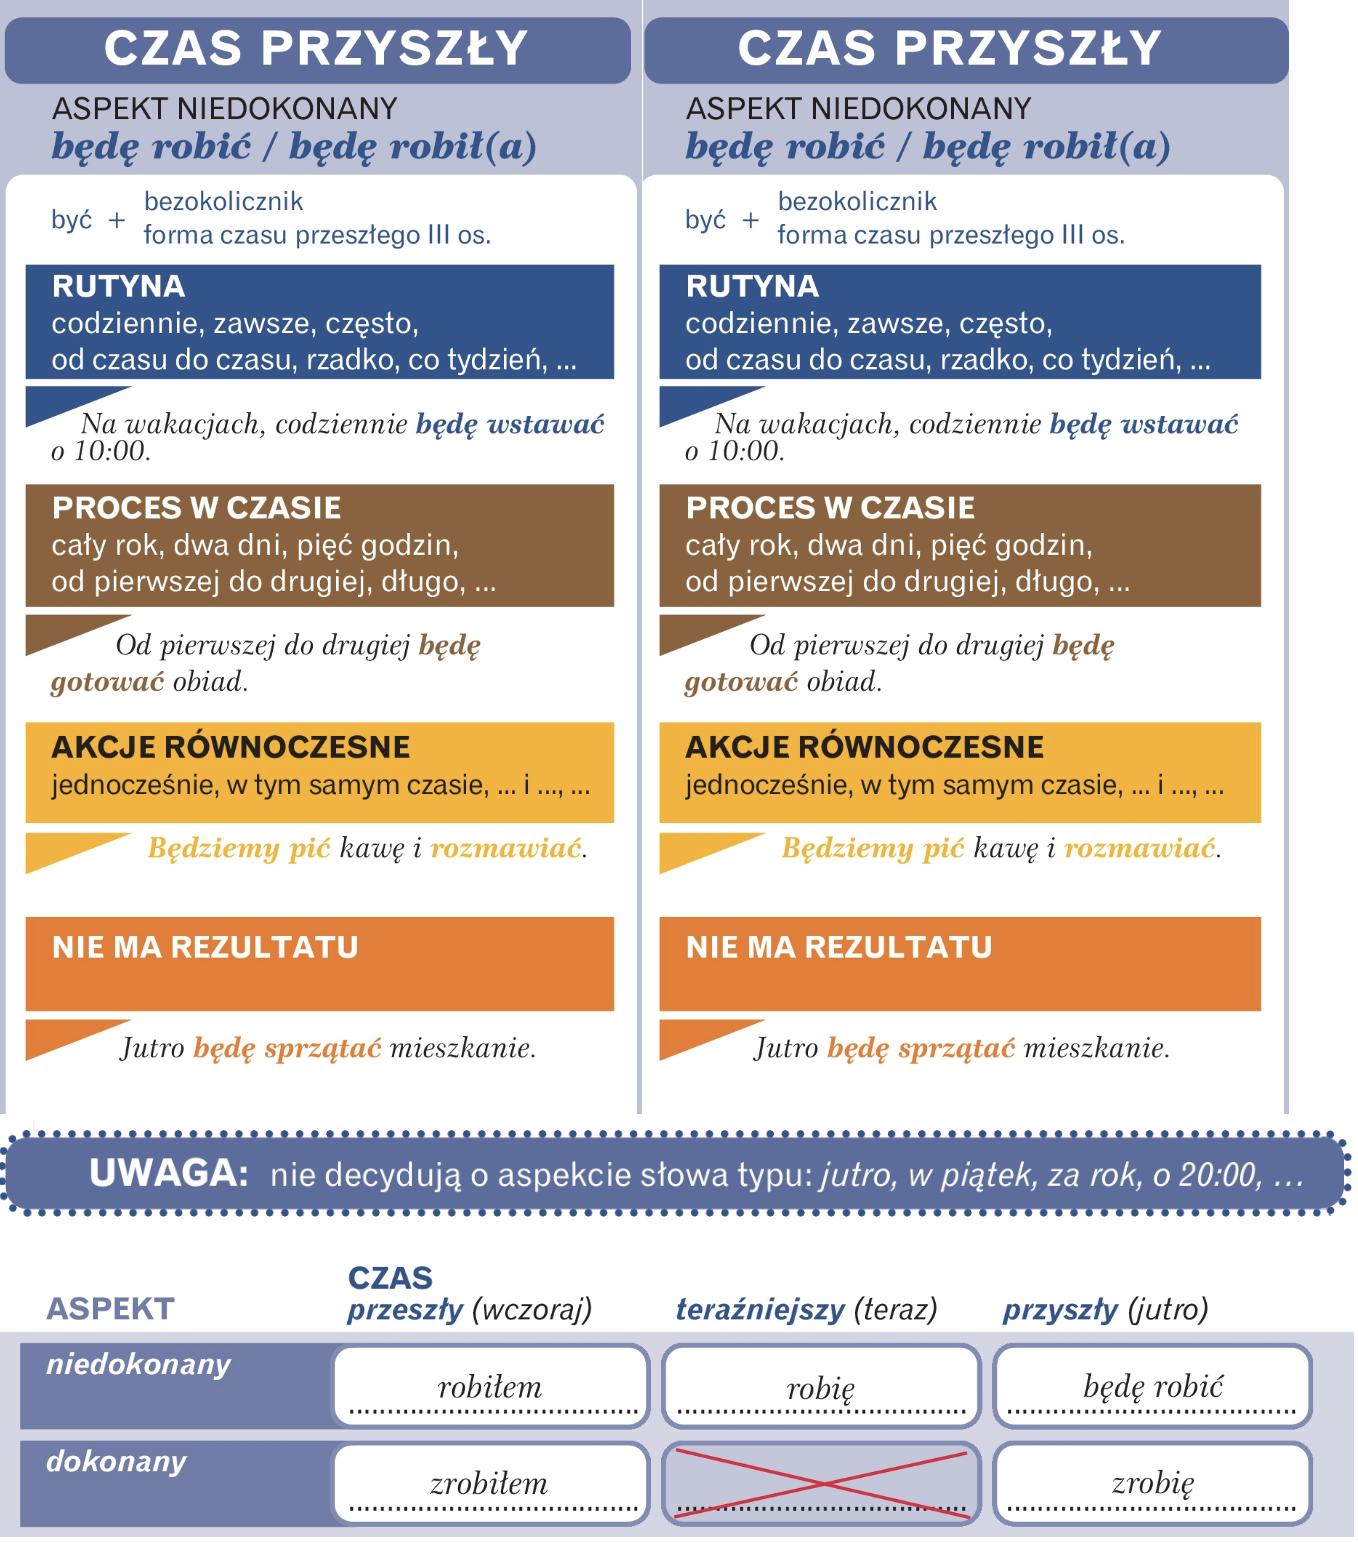 CZAS PRZYSZŁY
ASPEKT NIEDOKONANY
będę robić / będę robił(a)
być + bezokolicznik
forma czasu przeszłego III os.
RUTYNA
codziennie, zawsze, często,
od czasu do czasu, rzadko, co tydzień, ...
Na wakacjach, codziennie będę wstawać
o 10:00.
PROCES W CZASIE
cały rok, dwa dni, pięć godzin,
od pierwszej do drugiej, długo, ...
Od pierwszej do drugiej będę
gotować obiad.
AKCJE RÓWNOCZESNE
jednocześnie, w tym samym czasie, ... i ..., ...
Będziemy pić kawę i rozmawiać.
NIE MA REZULTATU
Jutro będę sprzątać mieszkanie.
CZAS PRZYSZŁY
ASPEKT NIEDOKONANY
będę robić / będę robił(a)
być + bezokolicznik
forma czasu przeszłego III os.
RUTYNA
codziennie, zawsze, często,
od czasu do czasu, rzadko, co tydzień, ...
Na wakacjach, codziennie będę wstawać
o 10:00.
PROCES W CZASIE
cały rok, dwa dni, pięć godzin,
od pierwszej do drugiej, długo, ...
Od pierwszej do drugiej będę
gotować obiad.
AKCJE RÓWNOCZESNE
jednocześnie, w tym samym czasie, ... i ..., ...
Będziemy pić kawę i rozmawiać.
NIE MA REZULTATU
Jutro będę sprzątać mieszkanie.
UWAGA: nie decydują o aspekcie słowa typu: jutro, w piątek, za rok, o 20:00, ...
CZAS
ASPEKT przeszły (wczoraj) teraźniejszy (teraz) przyszły (jutro)
niedokonany robiłem robię będę robić
dokonany zrobiłem zrobię